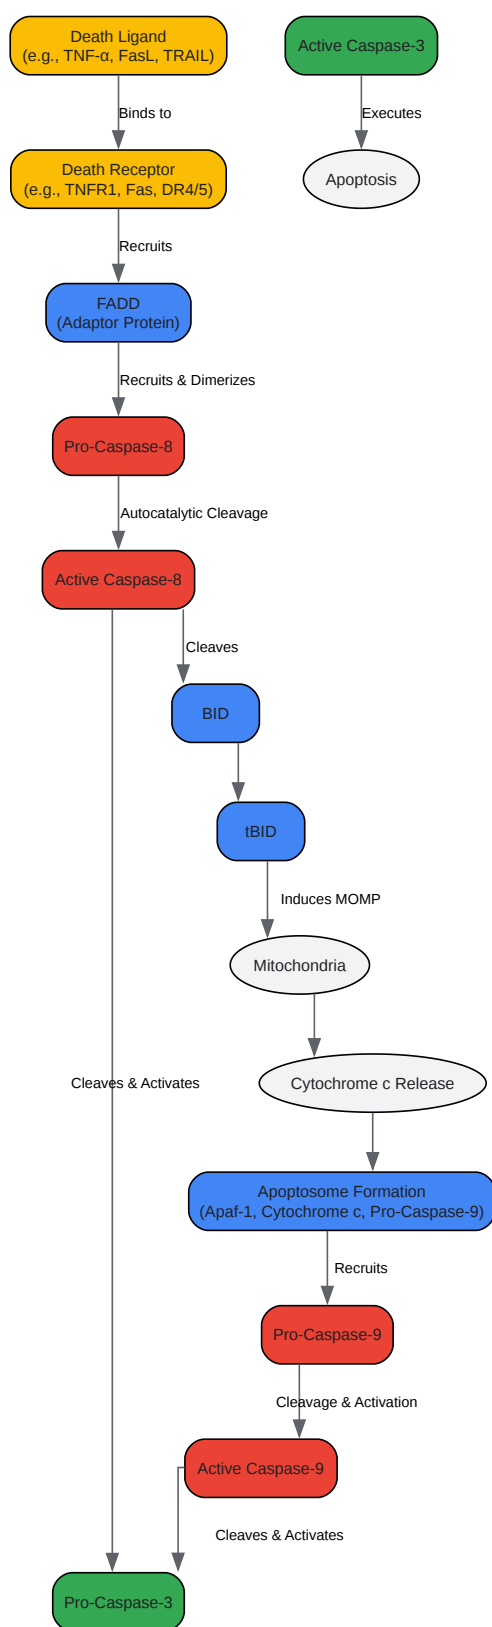 Death Ligand
(e.g., TNF-α, FasL, TRAIL)
Active Caspase-3
Binds to
Executes
Death Receptor
(e.g., TNFR1, Fas, DR4/5)
Apoptosis
Recruits
FADD
(Adaptor Protein)
Recruits & Dimerizes
Pro-Caspase-8
Autocatalytic Cleavage
Active Caspase-8
Cleaves
BID
tBID
Induces MOMP
Mitochondria
Cleaves & Activates
Cytochrome c Release
Apoptosome Formation
(Apaf-1, Cytochrome c, Pro-Caspase-9)
Recruits
Pro-Caspase-9
Cleavage & Activation
Active Caspase-9
Cleaves & Activates
Pro-Caspase-3